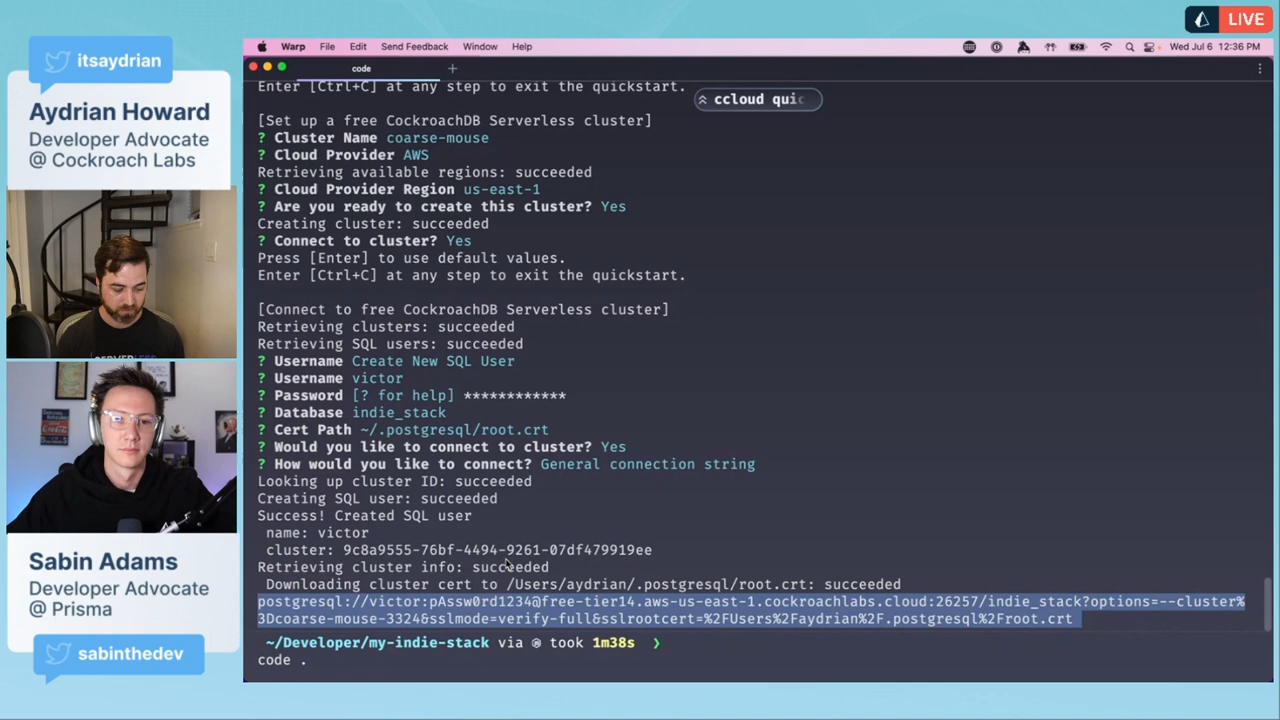 LIVE
itsaydrian
Aydrian Howard
Developer Advocate
@ Cockroach Labs
Sabin Adams
Developer Advocate
@ Prisma
sabinthedev
Warp File Edit Send Feedback Window Help
Wed Jul 6 12:36 PM
code
Enter [Ctrl+C] at any step to exit the quickstart.
ccloud quic
[Set up a free CockroachDB Serverless cluster]
? Cluster Name coarse-mouse
? Cloud Provider AWS
Retrieving available regions: succeeded
? Cloud Provider Region us-east-1
? Are you ready to create this cluster? Yes
Creating cluster: succeeded
? Connect to cluster? Yes
Press [Enter] to use default values.
Enter [Ctrl+C] at any step to exit the quickstart.
[Connect to free CockroachDB Serverless cluster]
Retrieving clusters: succeeded
Retrieving SQL users: succeeded
? Username Create New SQL User
? Username victor
? Password [? for help] ************
? Database indie_stack
? Cert Path ~/.postgresql/root.crt
? Would you like to connect to cluster? Yes
? How would you like to connect? General connection string
Looking up cluster ID: succeeded
Creating SQL user: succeeded
Success! Created SQL user
name: victor
cluster: 9c8a9555-76bf-4494-9261-07df479919ee
Retrieving cluster info: succeeded
Downloading cluster cert to /Users/aydrian/.postgresql/root.crt: succeeded
postgresql://victor:pAssw0rd1234@free-tier14.aws-us-east-1.cockroachlabs.cloud:26257/indie_stack?options=--cluster%
3Dcoarse-mouse-3324&sslmode=verify-full&sslrootcert=%2FUsers%2Faydrian%2F.postgresql%2Froot.crt
~/Developer/my-indie-stack via @ took 1m38s ❯
code .